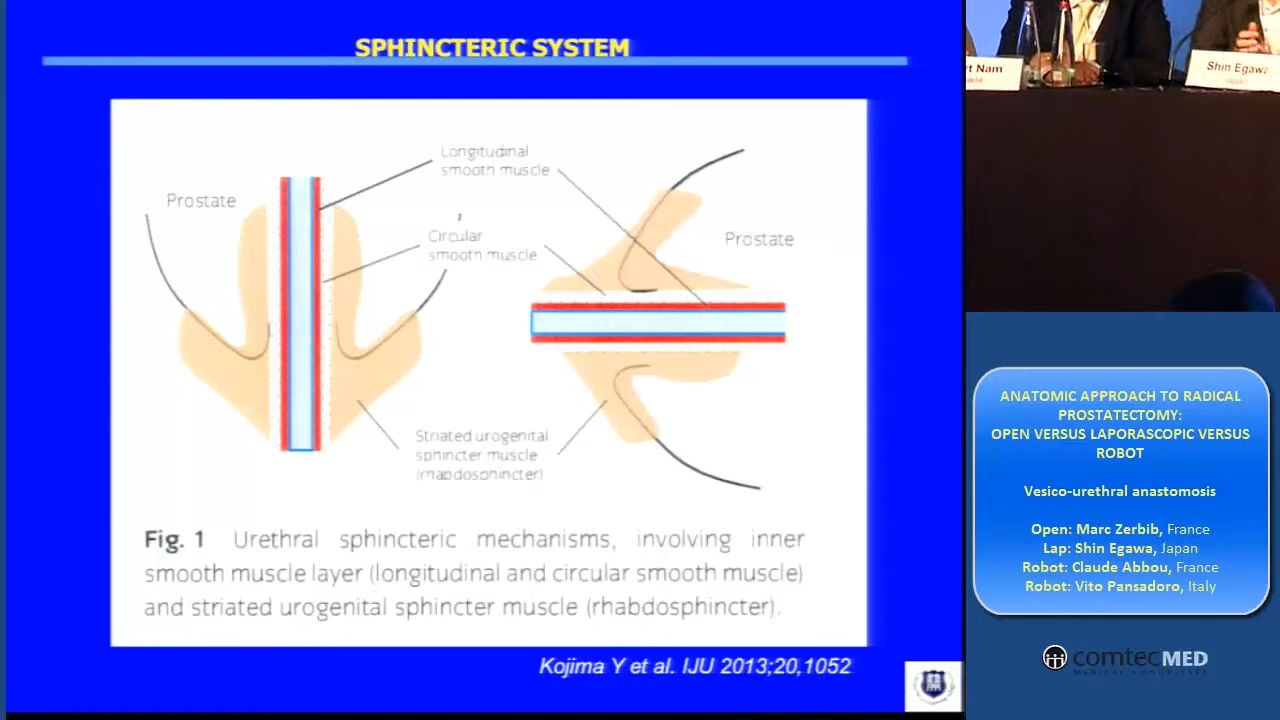 SPHINCTERIC SYSTEM
Longitudinal
smooth muscle
Prostate
Circular
smooth muscle
Prostate
Striated urogenital
sphincter muscle
(rhabdosphincter)
Fig. 1 Urethral sphincteric mechanisms, involving inner
smooth muscle layer (longitudinal and circular smooth muscle)
and striated urogenital sphincter muscle (rhabdosphincter).
Kojima Y et al. IJU 2013;20,1052
rt Nam
Shin Egawa
ANATOMIC APPROACH TO RADICAL
PROSTATECTOMY:
OPEN VERSUS LAPORASCOPIC VERSUS
ROBOT
Vesico-urethral anastomosis
Open: Marc Zerbib, France
Lap: Shin Egawa, Japan
Robot: Claude Abbou, France
Robot: Vito Pansadoro, Italy
comtecMED
MEDICAL CONGRESSES